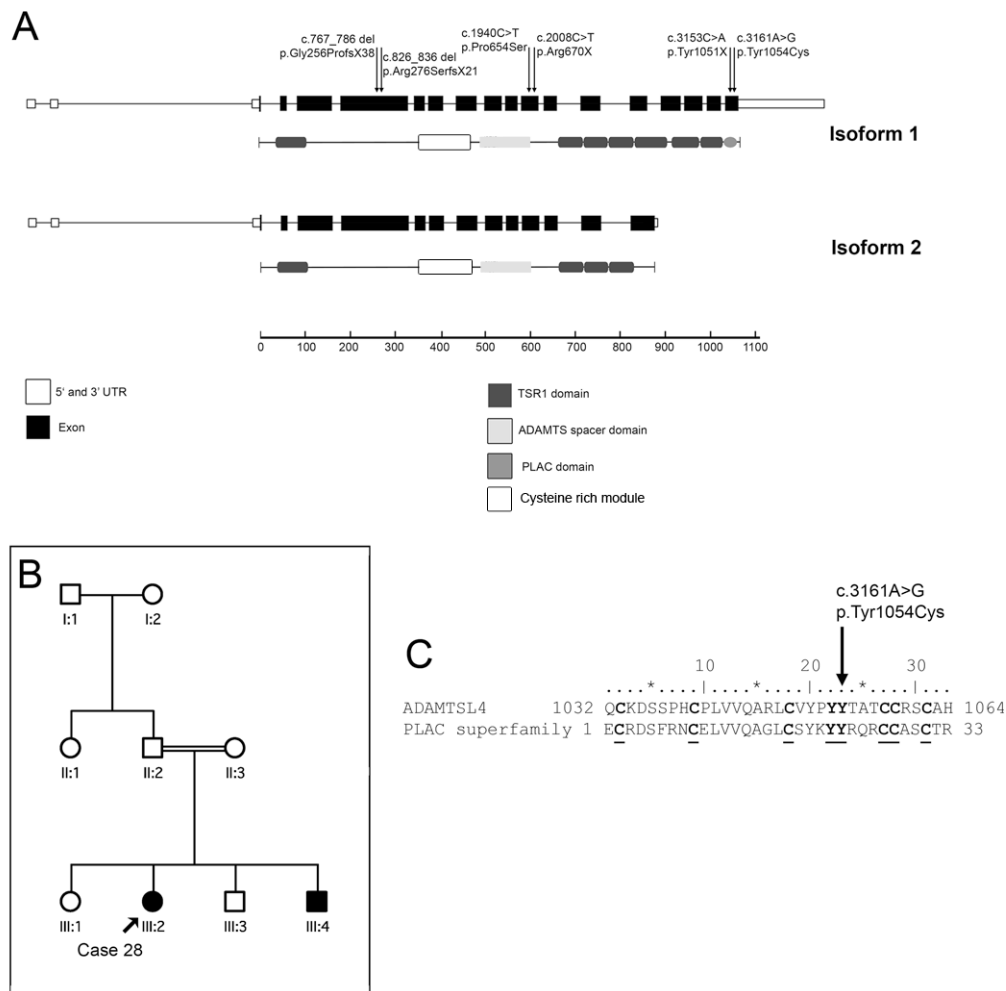 A
c.767_786 del
p.Gly256ProfsX38
c.826_836 del
p.Arg276SerfsX21
c.1940C>T
p.Pro654Ser
c.2008C>T
p.Arg670X
c.3153C>A
p.Tyr1051X
c.3161A>G
p.Tyr1054Cys
Isoform 1
Isoform 2
0 100 200 300 400 500 600 700 800 900 1000 1100
5' and 3' UTR
Exon
TSR1 domain
ADAMTS spacer domain
PLAC domain
Cysteine rich module
B
I:1 I:2
II:1 II:2 II:3
III:1 III:2 III:3 III:4
Case 28
C
c.3161A>G
p.Tyr1054Cys
10 20 30
....*....|....*....|....*....|...
ADAMTSL4 1032 QCKDSSPHCPLVVQARLCVYPYYTATCCRSCAH 1064
PLAC superfamily 1 ECRDSFRNCELVVQAGLCSYKYYRQRCCASCTR 33